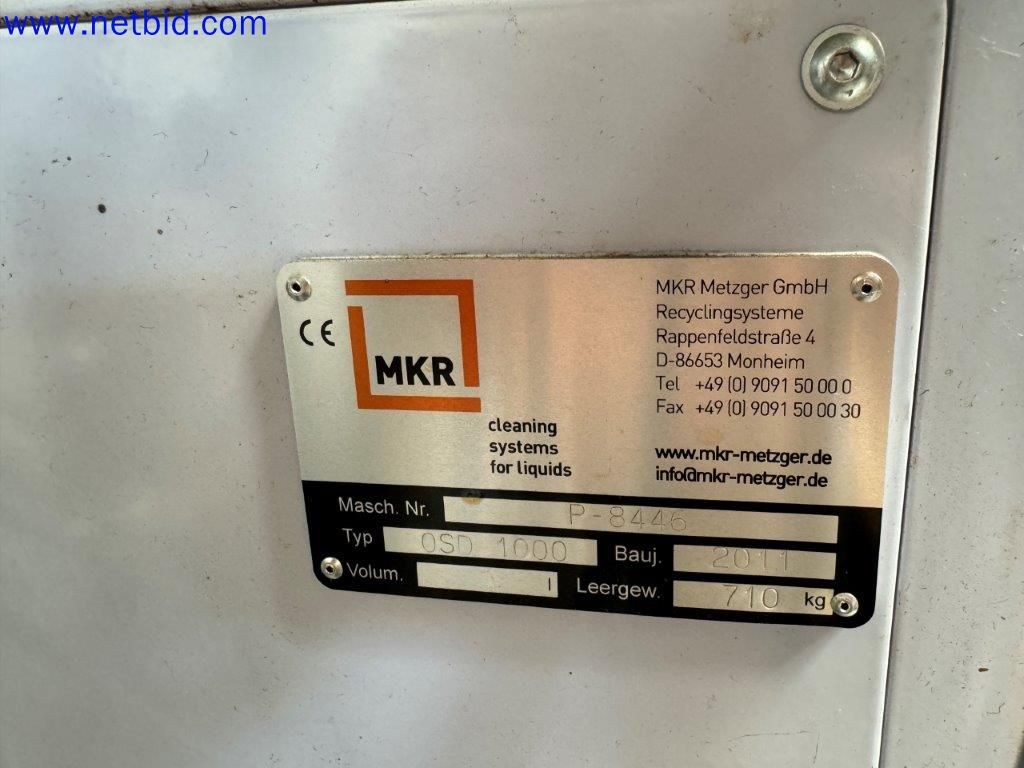 www.netbid.com
CE
MKR
cleaning
systems
for liquids
MKR Metzger GmbH
Recyclingsysteme
Rappenfeldstraße 4
D-86653 Monheim
Tel +49 (0) 9091 50 00 0
Fax +49 (0) 9091 50 00 30
www.mkr-metzger.de
info@mkr-metzger.de
Masch. Nr. P-8446
Typ OSD 1000 Bauj. 2011
Volum. l Leergew. 710 kg